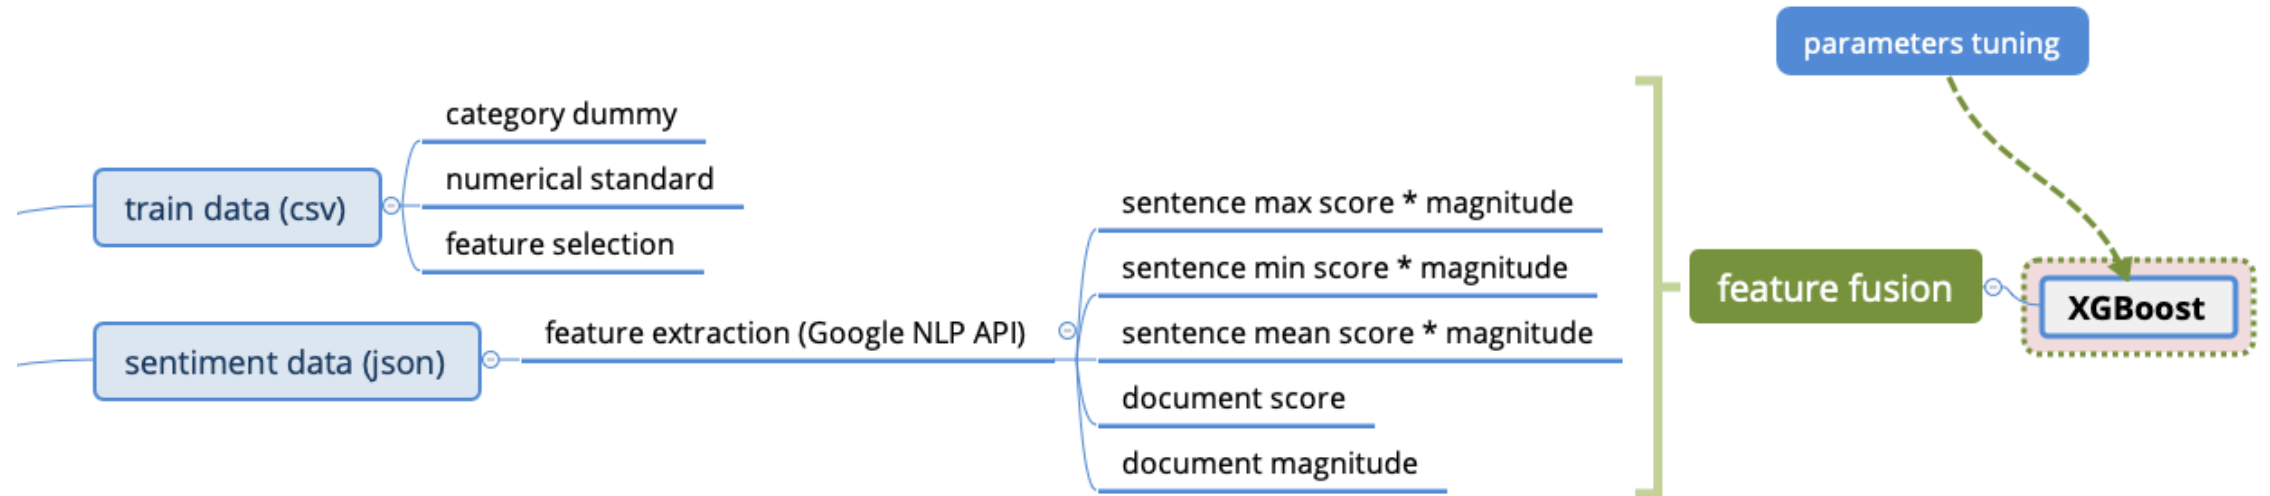 parameters tuning
category dummy
numerical standard
train data (csv)
feature selection
sentence max score * magnitude
sentence min score * magnitude
feature extraction (Google NLP API)
sentence mean score * magnitude
sentiment data (json)
document score
document magnitude
feature fusion
XGBoost